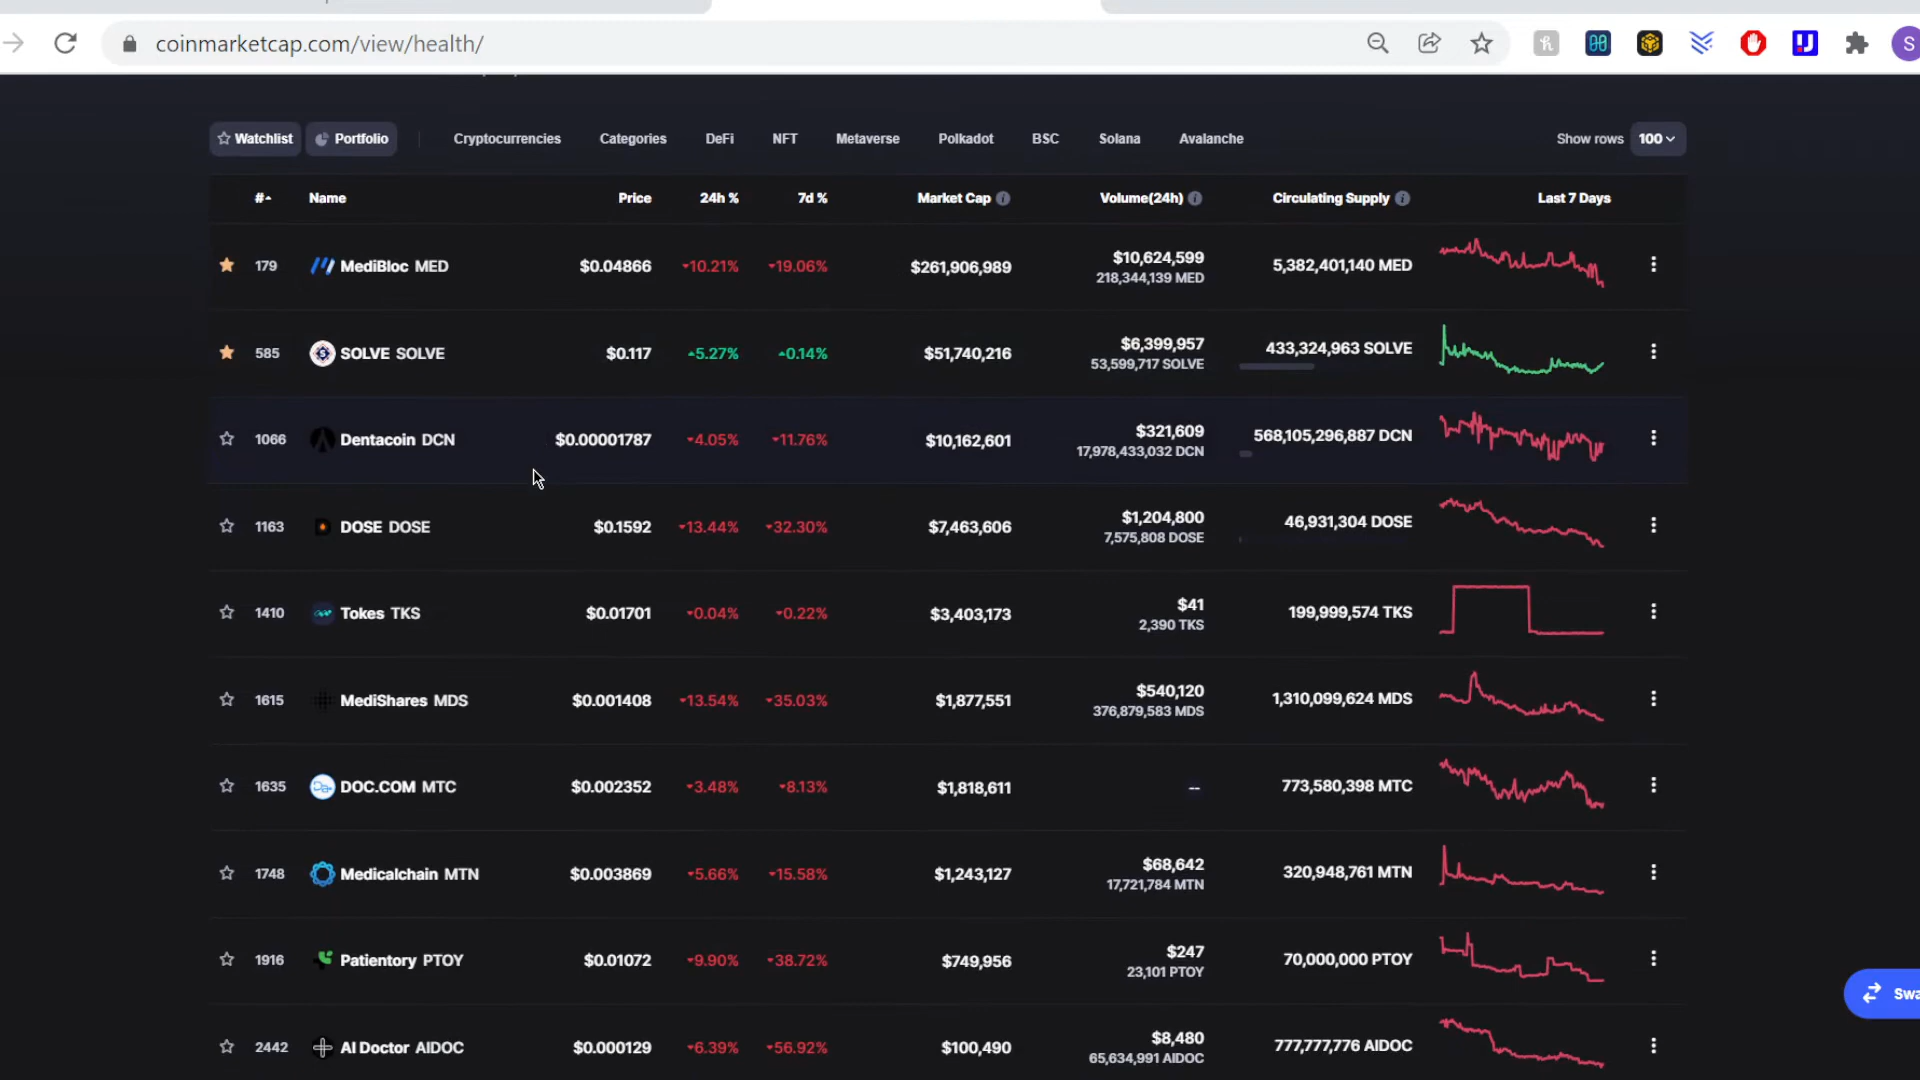 coinmarketcap.com/view/health/
S
Watchlist Portfolio Cryptocurrencies Categories DeFi NFT Metaverse Polkadot BSC Solana Avalanche Show rows 100
# Name Price 24h % 7d % Market Cap Volume(24h) Circulating Supply Last 7 Days
179 MediBloc MED $0.04866 10.21% 19.06% $261,906,989 $10,624,599 5,382,401,140 MED
218,344,139 MED
585 SOLVE SOLVE $0.117 5.27% 0.14% $51,740,216 $6,399,957 433,324,963 SOLVE
53,599,717 SOLVE
1066 Dentacoin DCN $0.00001787 4.05% 11.76% $10,162,601 $321,609 568,105,296,887 DCN
17,978,433,032 DCN
1163 DOSE DOSE $0.1592 13.44% 32.30% $7,463,606 $1,204,800 46,931,304 DOSE
7,575,808 DOSE
1410 Tokes TKS $0.01701 0.04% 0.22% $3,403,173 $41 199,999,574 TKS
2,390 TKS
1615 MediShares MDS $0.001408 13.54% 35.03% $1,877,551 $540,120 1,310,099,624 MDS
376,879,583 MDS
1635 DOC.COM MTC $0.002352 3.48% 8.13% $1,818,611 -- 773,580,398 MTC
1748 Medicalchain MTN $0.003869 5.66% 15.58% $1,243,127 $68,642 320,948,761 MTN
17,721,784 MTN
1916 Patientory PTOY $0.01072 9.90% 38.72% $749,956 $247 70,000,000 PTOY
23,101 PTOY
Swa
2442 AI Doctor AIDOC $0.000129 6.39% 56.92% $100,490 $8,480 777,777,776 AIDOC
65,634,991 AIDOC